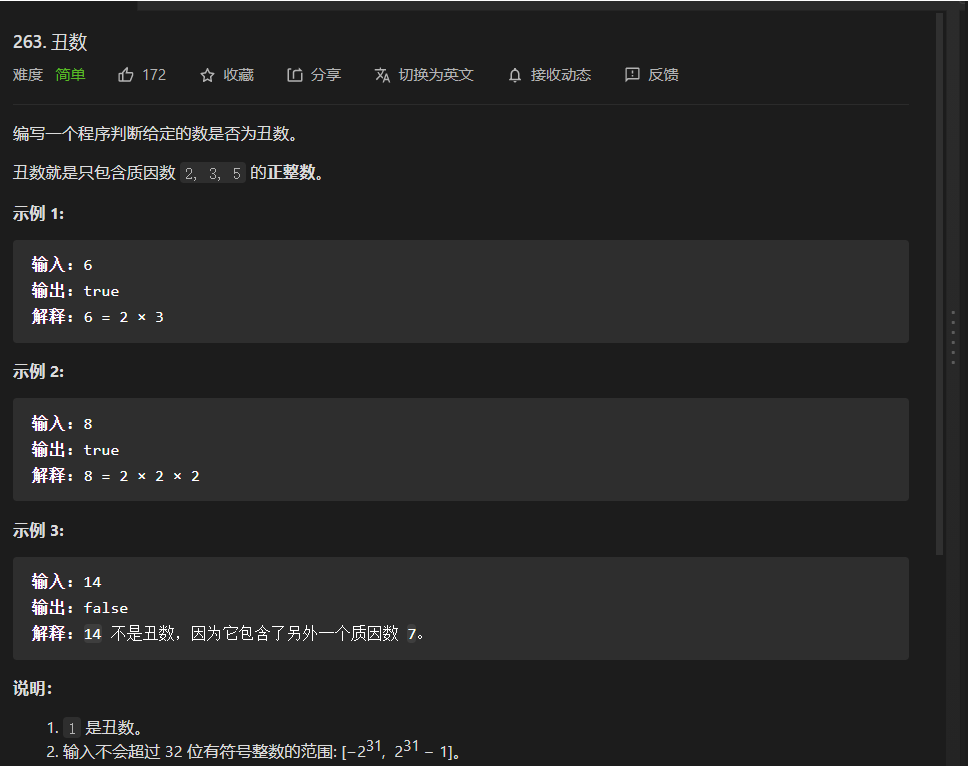 263. 丑数
难度 简单 172 收藏 分享 切换为英文 接收动态 反馈
编写一个程序判断给定的数是否为丑数。
丑数就是只包含质因数 2, 3, 5 的正整数。
示例 1:
输入: 6
输出: true
解释: 6 = 2 × 3
示例 2:
输入: 8
输出: true
解释: 8 = 2 × 2 × 2
示例 3:
输入: 14
输出: false
解释: 14 不是丑数，因为它包含了另外一个质因数 7。
说明：
1. 1 是丑数。
2. 输入不会超过 32 位有符号整数的范围: [−2³¹, 2³¹ − 1]。